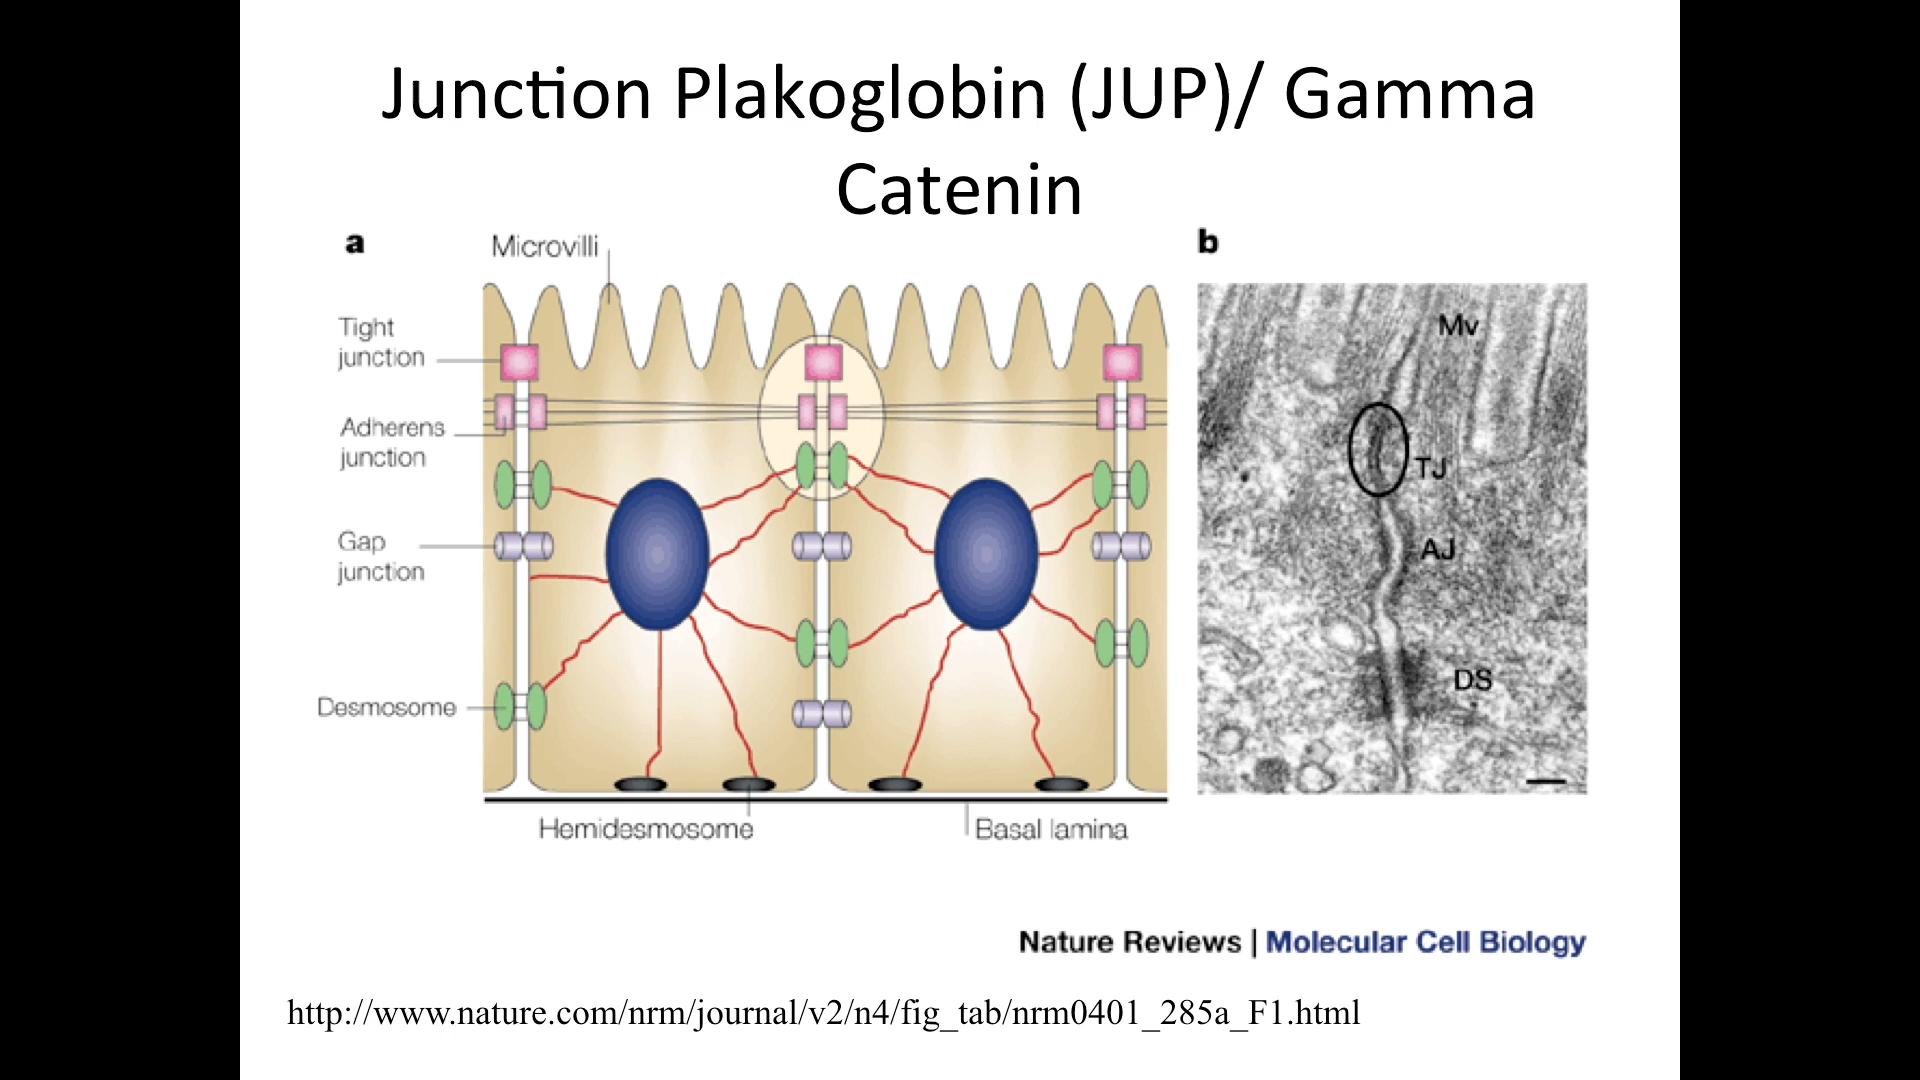 Junction Plakoglobin (JUP)/ Gamma
Catenin
a
Microvilli
Tight
junction
Adherens
junction
Gap
junction
Desmosome
Hemidesmosome
Basal lamina
b
Mv
TJ
AJ
DS
Nature Reviews | Molecular Cell Biology
http://www.nature.com/nrm/journal/v2/n4/fig_tab/nrm0401_285a_F1.html